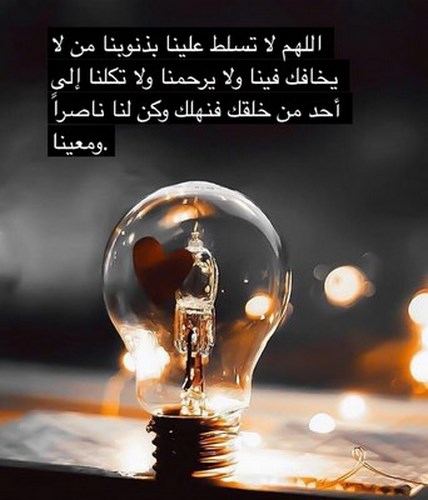 اللهم لا تسلط علينا بذنوبنا من لا
يخافك فينا ولا يرحمنا ولا تكلنا إلى
أحد من خلقك فنهلك وكن لنا ناصراً
ومعينا.